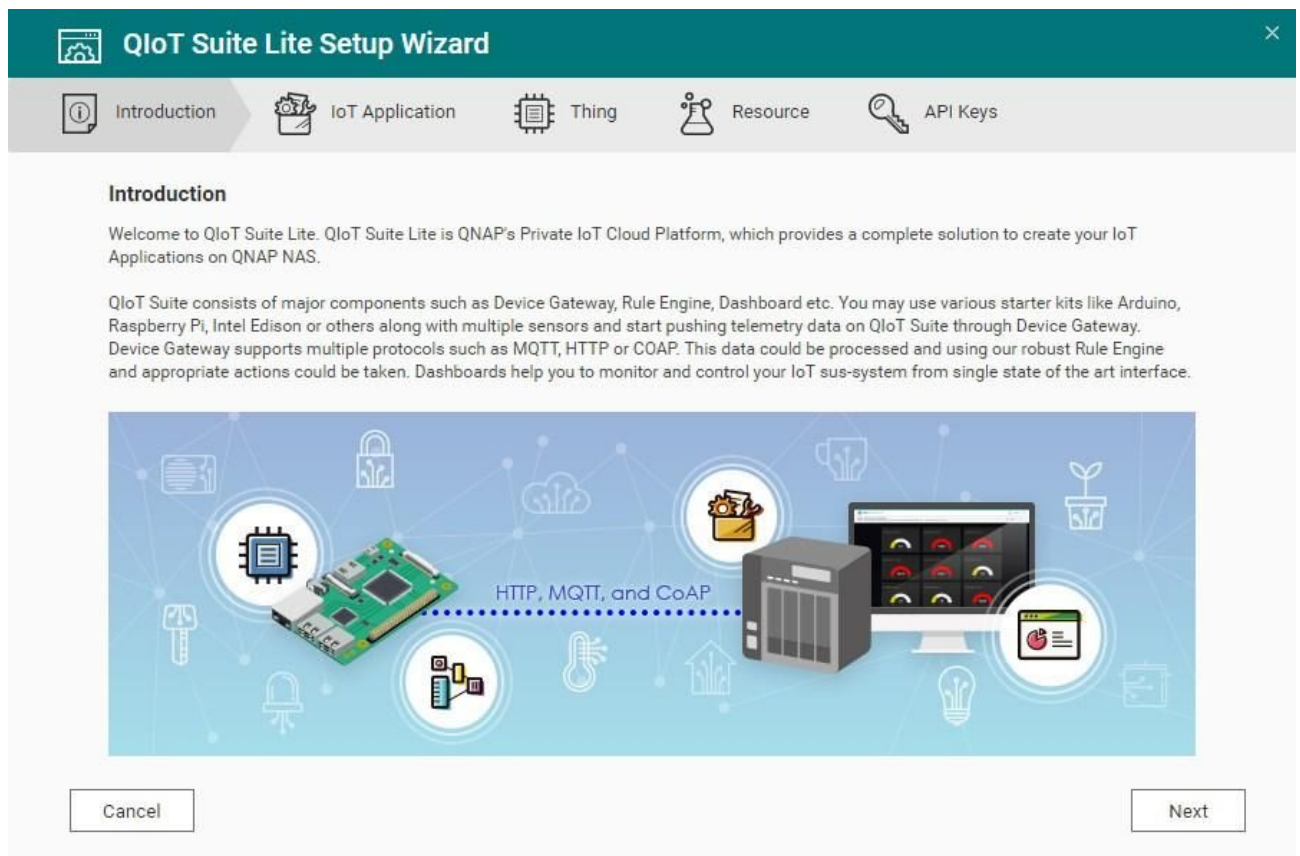 QIoT Suite Lite Setup Wizard
Introduction
IoT Application
Thing
Resource
API Keys
Introduction
Welcome to QIoT Suite Lite. QIoT Suite Lite is QNAP's Private IoT Cloud Platform, which provides a complete solution to create your IoT
Applications on QNAP NAS.
QIoT Suite consists of major components such as Device Gateway, Rule Engine, Dashboard etc. You may use various starter kits like Arduino,
Raspberry Pi, Intel Edison or others along with multiple sensors and start pushing telemetry data on QIoT Suite through Device Gateway.
Device Gateway supports multiple protocols such as MQTT, HTTP or COAP. This data could be processed and using our robust Rule Engine
and appropriate actions could be taken. Dashboards help you to monitor and control your IoT sus-system from single state of the art interface.
HTTP, MQTT, and CoAP
Cancel
Next